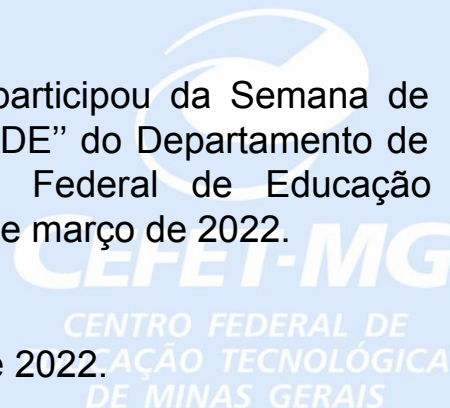 participou da Semana de
DE’’ do Departamento de
Federal de Educação
e março de 2022.
CEFET-MG
CENTRO FEDERAL DE
EDUCAÇÃO TECNOLÓGICA
e 2022.
DE MINAS GERAIS